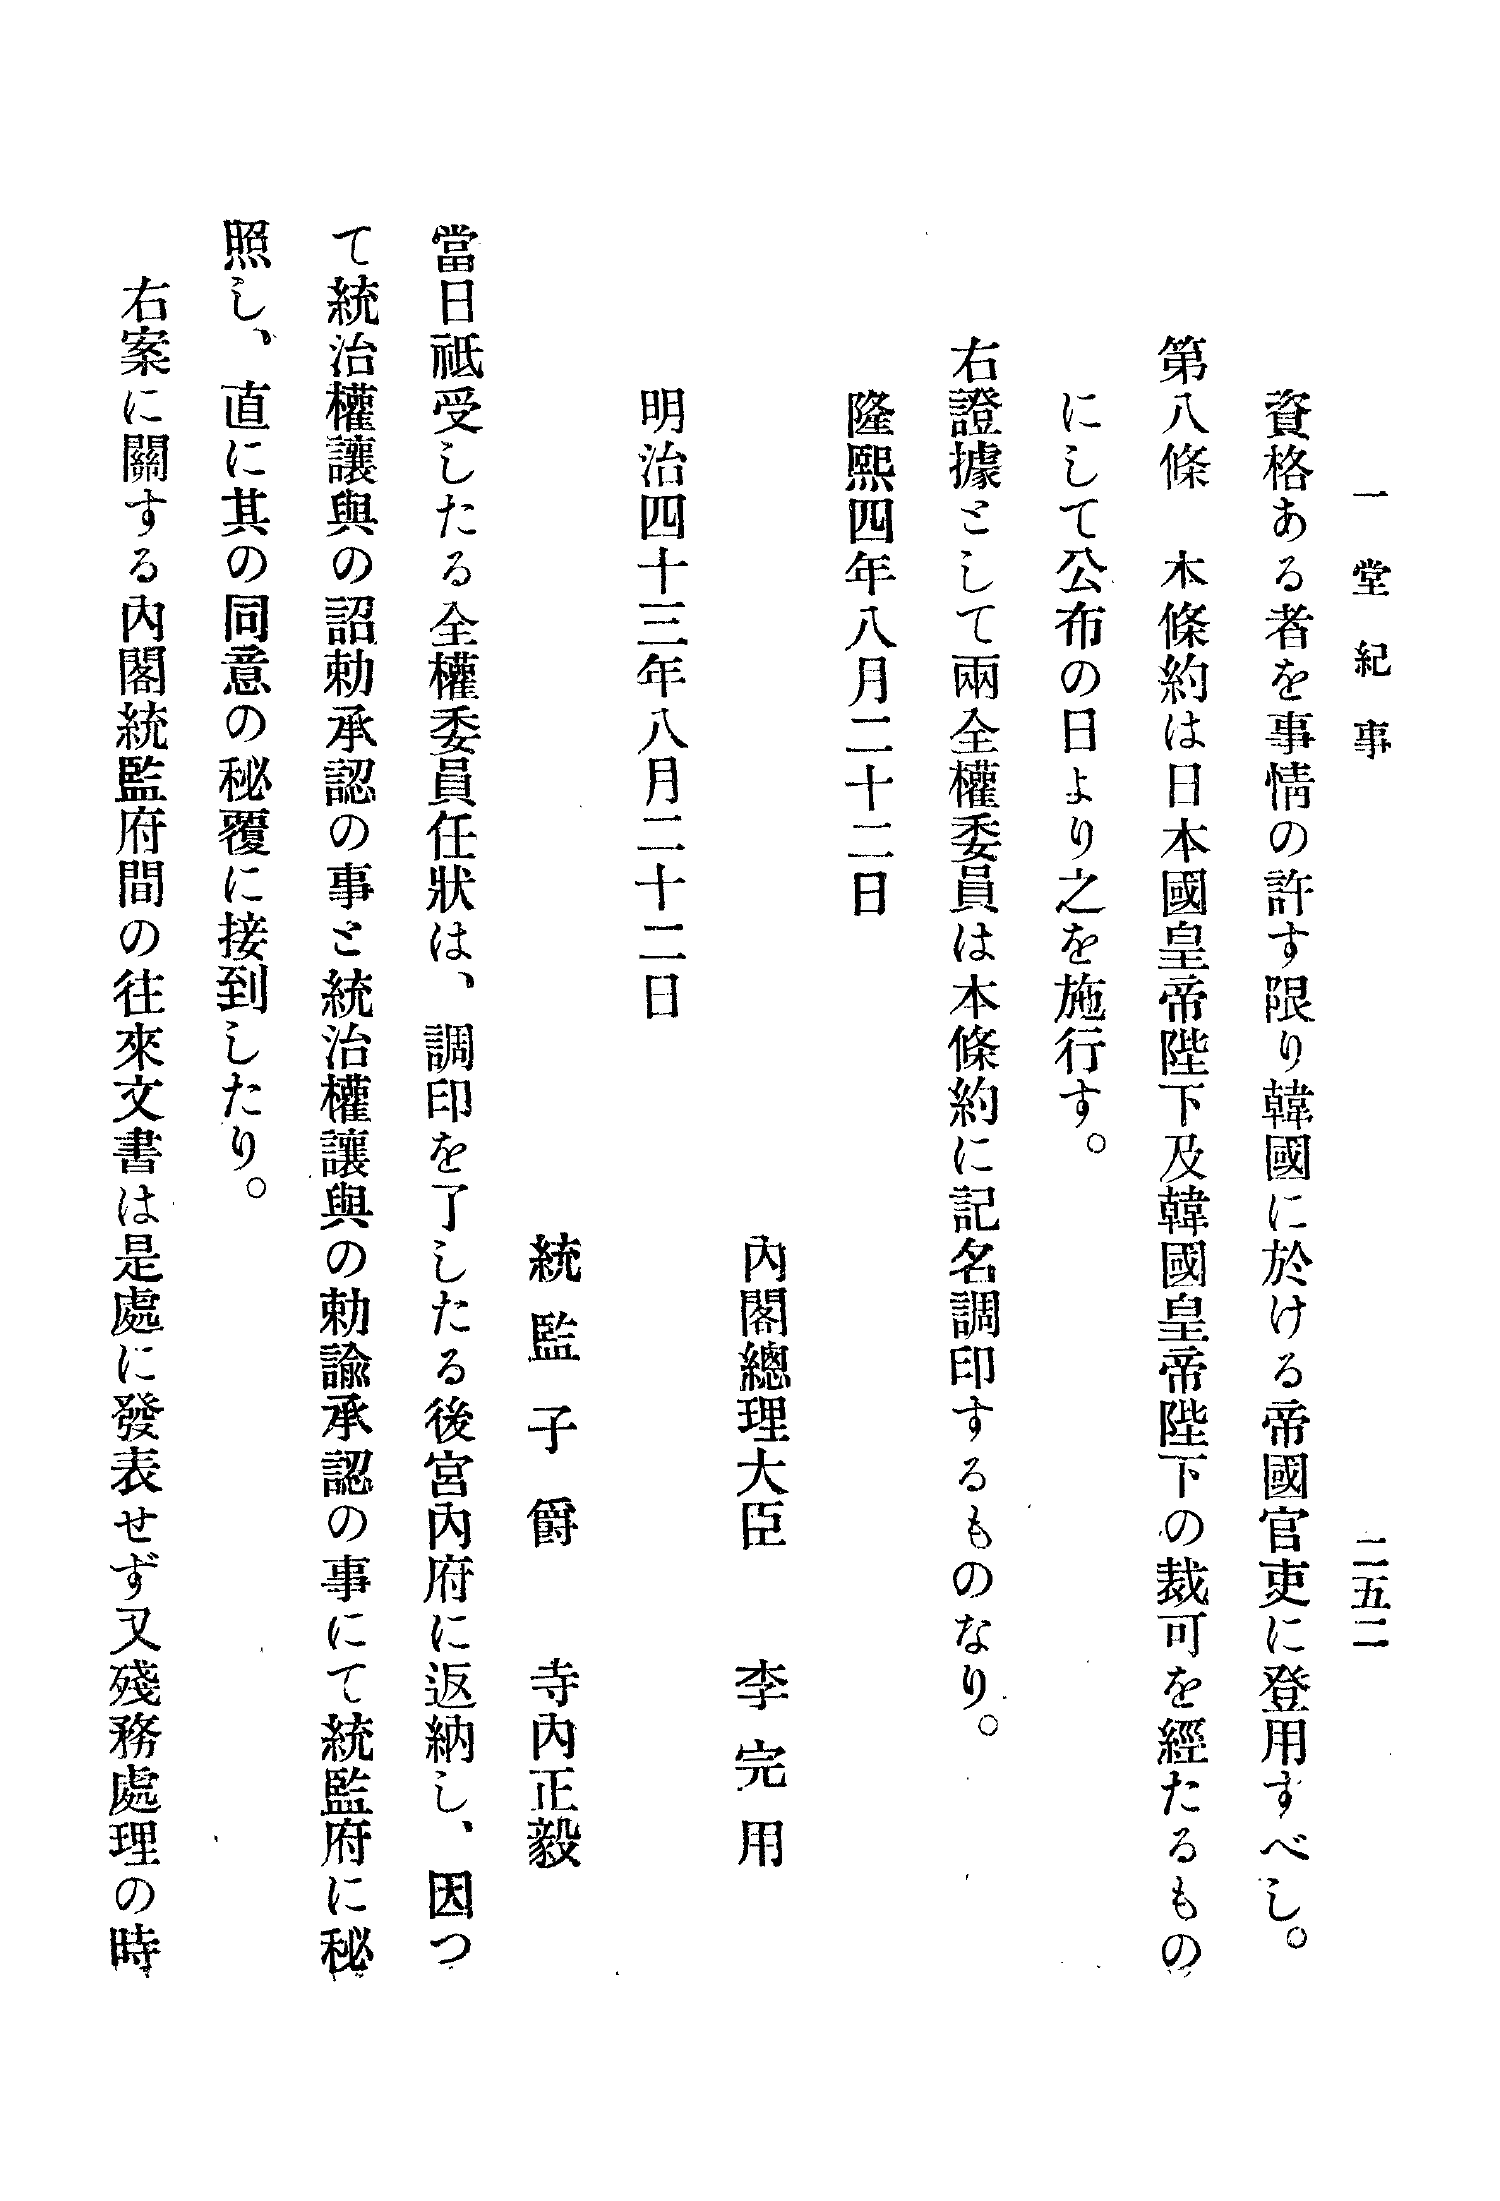 一堂紀事　二五二
資格ある者を事情の許す限り韓國に於ける帝國官吏に登用すべし。
第八條　本條約は日本國皇帝陛下及韓國皇帝陛下の裁可を經たるもの
にして公布の日より之を施行す。
右證據として兩全權委員は本條約に記名調印するものなり。
隆熙四年八月二十二日
內閣總理大臣　李完用
明治四十三年八月二十二日
統監子爵　寺內正毅
當日祗受したる全權委員任狀は、調印を了したる後宮內府に返納し、因つ
て統治權讓與の詔勅承認の事と統治權讓與の勅諭承認の事にて統監府に秘
照し、直に其の同意の秘覆に接到したり。
右案に關する內閣統監府間の往來文書は是處に發表せず又殘務處理の時